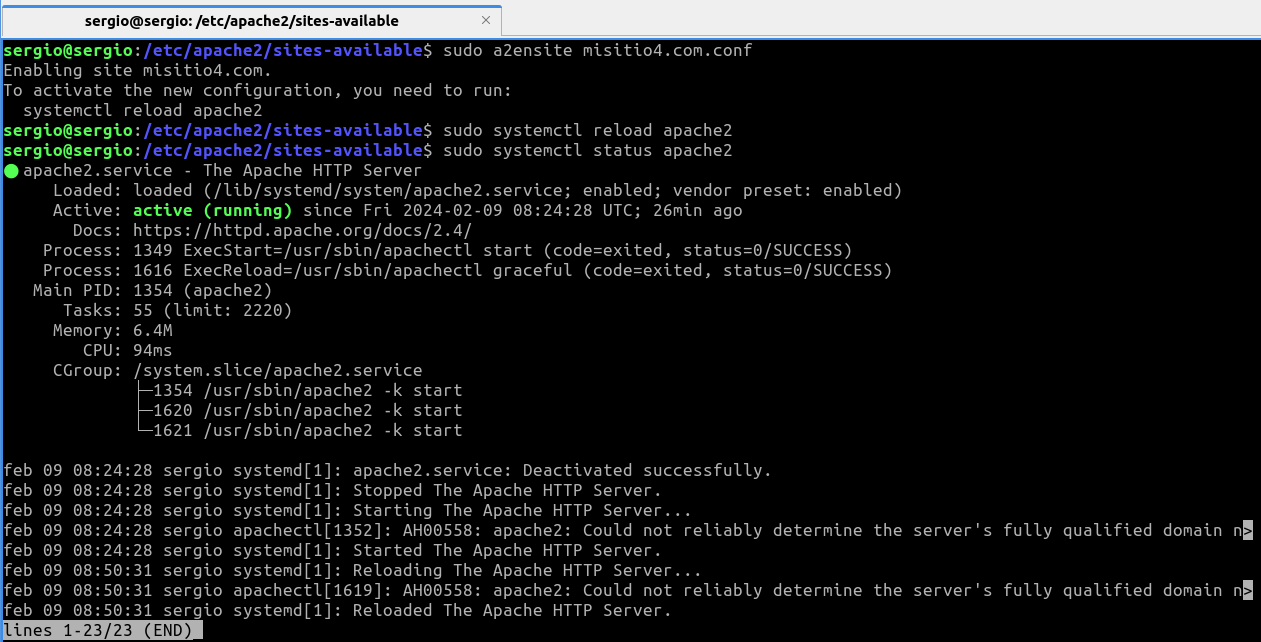 sergio@sergio: /etc/apache2/sites-available
sergio@sergio:/etc/apache2/sites-available$ sudo a2ensite misitio4.com.conf
Enabling site misitio4.com.
To activate the new configuration, you need to run:
  systemctl reload apache2
sergio@sergio:/etc/apache2/sites-available$ sudo systemctl reload apache2
sergio@sergio:/etc/apache2/sites-available$ sudo systemctl status apache2
● apache2.service - The Apache HTTP Server
     Loaded: loaded (/lib/systemd/system/apache2.service; enabled; vendor preset: enabled)
     Active: active (running) since Fri 2024-02-09 08:24:28 UTC; 26min ago
       Docs: https://httpd.apache.org/docs/2.4/
    Process: 1349 ExecStart=/usr/sbin/apachectl start (code=exited, status=0/SUCCESS)
    Process: 1616 ExecReload=/usr/sbin/apachectl graceful (code=exited, status=0/SUCCESS)
   Main PID: 1354 (apache2)
      Tasks: 55 (limit: 2220)
     Memory: 6.4M
        CPU: 94ms
     CGroup: /system.slice/apache2.service
             ├─1354 /usr/sbin/apache2 -k start
             ├─1620 /usr/sbin/apache2 -k start
             └─1621 /usr/sbin/apache2 -k start
feb 09 08:24:28 sergio systemd[1]: apache2.service: Deactivated successfully.
feb 09 08:24:28 sergio systemd[1]: Stopped The Apache HTTP Server.
feb 09 08:24:28 sergio systemd[1]: Starting The Apache HTTP Server...
feb 09 08:24:28 sergio apachectl[1352]: AH00558: apache2: Could not reliably determine the server's fully qualified domain n>
feb 09 08:24:28 sergio systemd[1]: Started The Apache HTTP Server.
feb 09 08:50:31 sergio systemd[1]: Reloading The Apache HTTP Server...
feb 09 08:50:31 sergio apachectl[1619]: AH00558: apache2: Could not reliably determine the server's fully qualified domain n>
feb 09 08:50:31 sergio systemd[1]: Reloaded The Apache HTTP Server.
lines 1-23/23 (END)